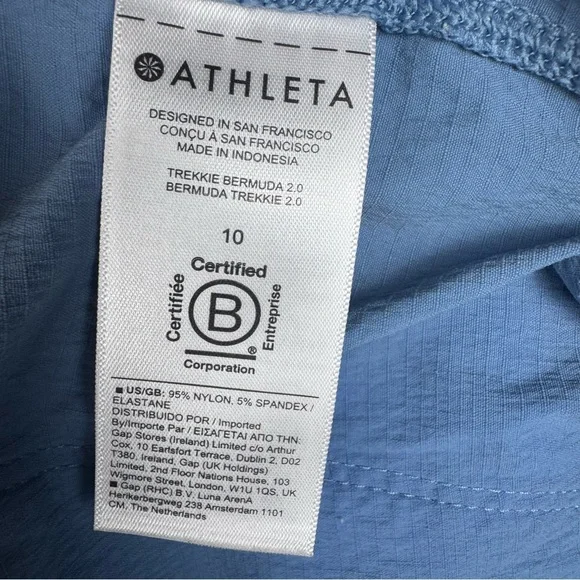 ATHLETA
DESIGNED IN SAN FRANCISCO
CONÇU À SAN FRANCISCO
MADE IN INDONESIA
TREKKIE BERMUDA 2.0
BERMUDA TREKKIE 2.0
10
Certified
Certifiée
B
Entreprise
®
Corporation
■ US/GB: 95% NYLON, 5% SPANDEX /
ELASTANE
DISTRIBUIDO POR / Imported
By/Importe Par / ΕΙΣΑΓΕΤΑΙ ΑΠΟ ΤΗΝ:
Gap Stores (Ireland) Limited c/o Arthur
Cox, 10 Earlsfort Terrace, Dublin 2, D02
T380, Ireland, Gap (UK Holdings)
Limited, 2nd Floor Nations House, 103
Wigmore Street, London, W1U 1QS, UK
■ Gap (RHC) B.V. Luna ArenA
Herikerbergweg 238 Amsterdam 1101
CM, The Netherlands